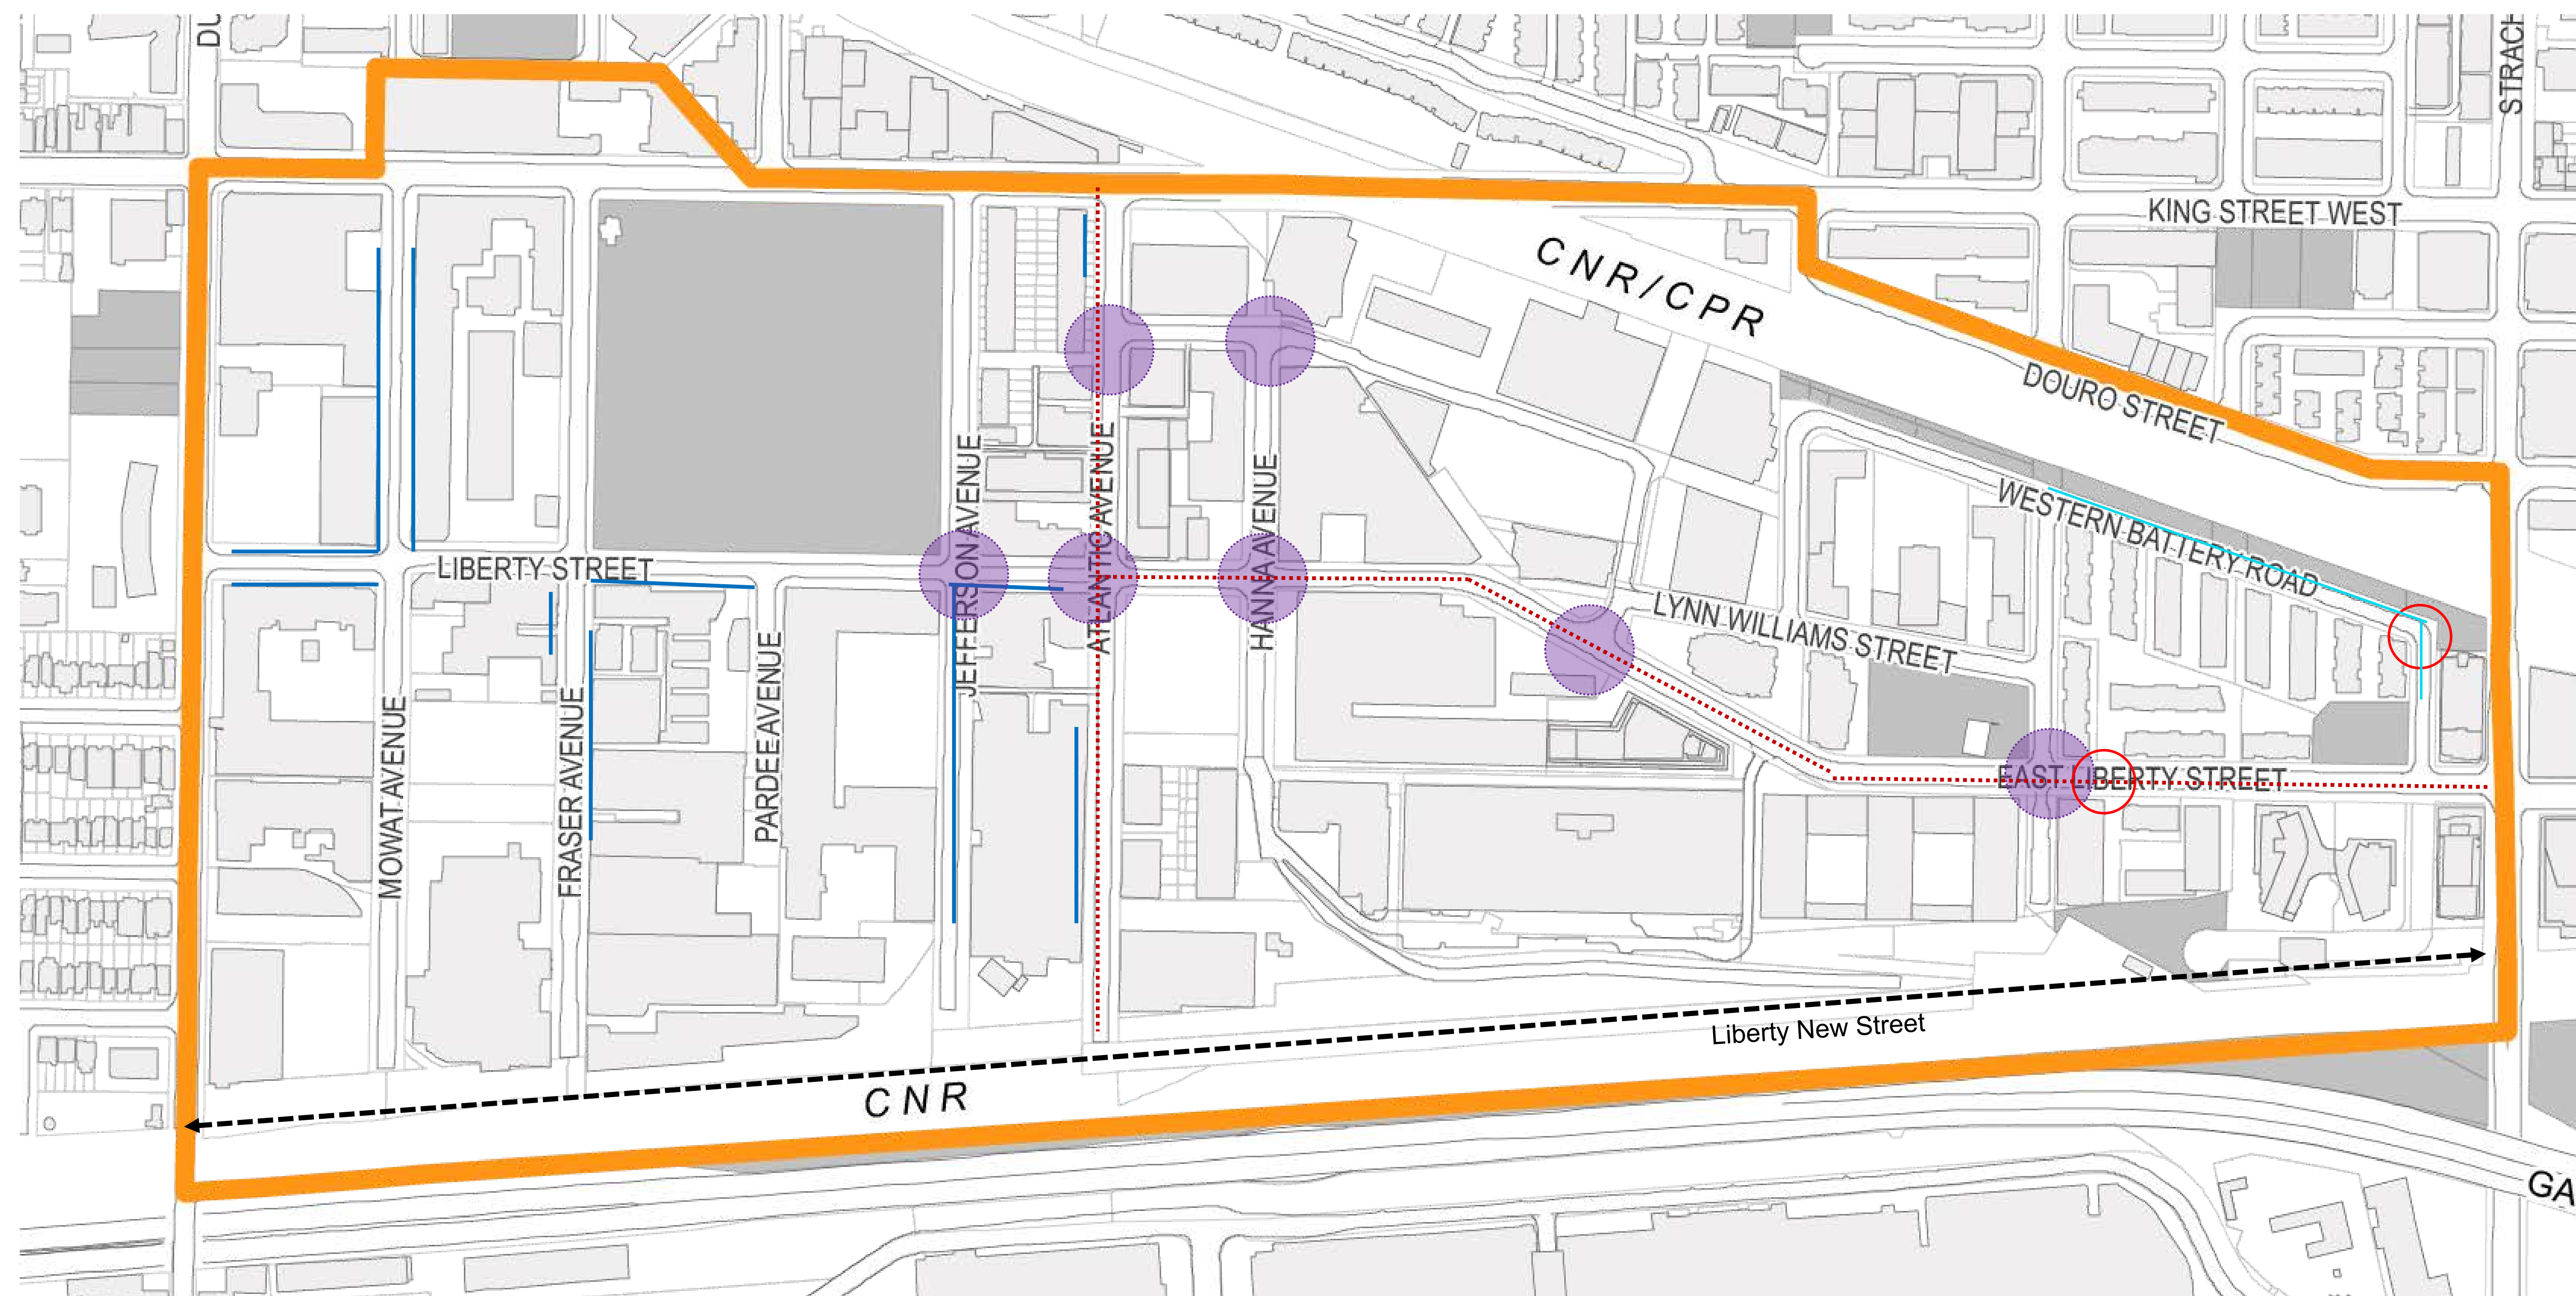 DU
STRACH
KING STREET WEST
CNR/CPR
DOURO STREET
WESTERN BATTERY ROAD
LIBERTY STREET
JEFFERSON AVENUE
ATLANTIC AVENUE
HANNA AVENUE
LYNN WILLIAMS STREET
MOWAT AVENUE
FRASER AVENUE
PARDEE AVENUE
EAST LIBERTY STREET
Liberty New Street
CNR
GA